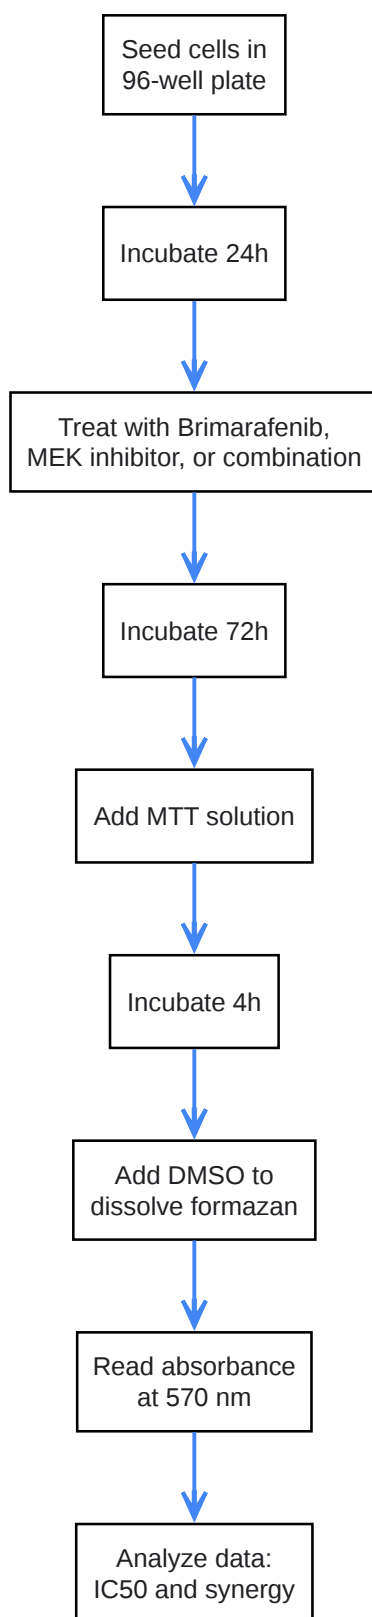 Seed cells in
96-well plate
Incubate 24h
Treat with Brimarafenib,
MEK inhibitor, or combination
Incubate 72h
Add MTT solution
Incubate 4h
Add DMSO to
dissolve formazan
Read absorbance
at 570 nm
Analyze data:
IC50 and synergy